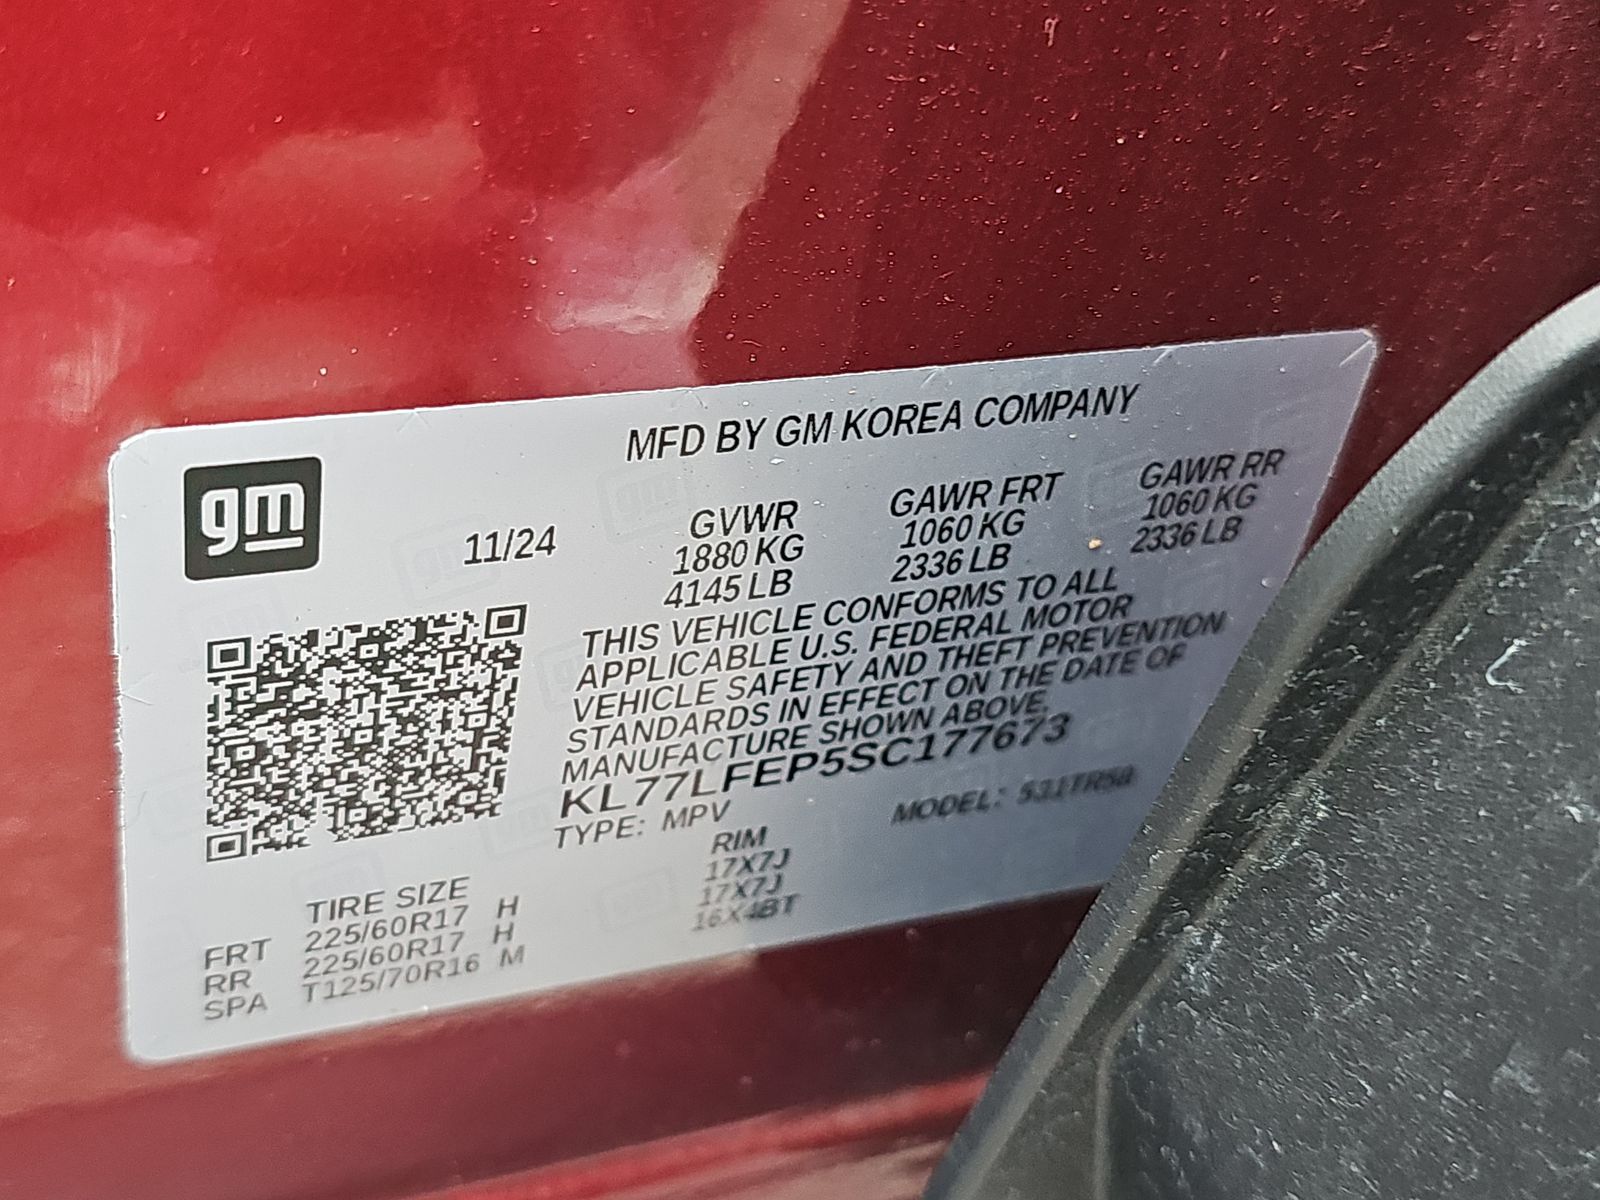 MFD BY GM KOREA COMPANY
gm
11/24
GVWR GAWR FRT GAWR RR
1880 KG 1060 KG 1060 KG
4145 LB 2336 LB 2336 LB
THIS VEHICLE CONFORMS TO ALL
APPLICABLE U.S. FEDERAL MOTOR
VEHICLE SAFETY AND THEFT PREVENTION
STANDARDS IN EFFECT ON THE DATE OF
MANUFACTURE SHOWN ABOVE.
KL77LFEP5SC177673
TYPE: MPV MODEL:
TIRE SIZE RIM
FRT 225/60R17 H 17X7J
RR 225/60R17 H 17X7J
SPA T125/70R16 M 16X4BT